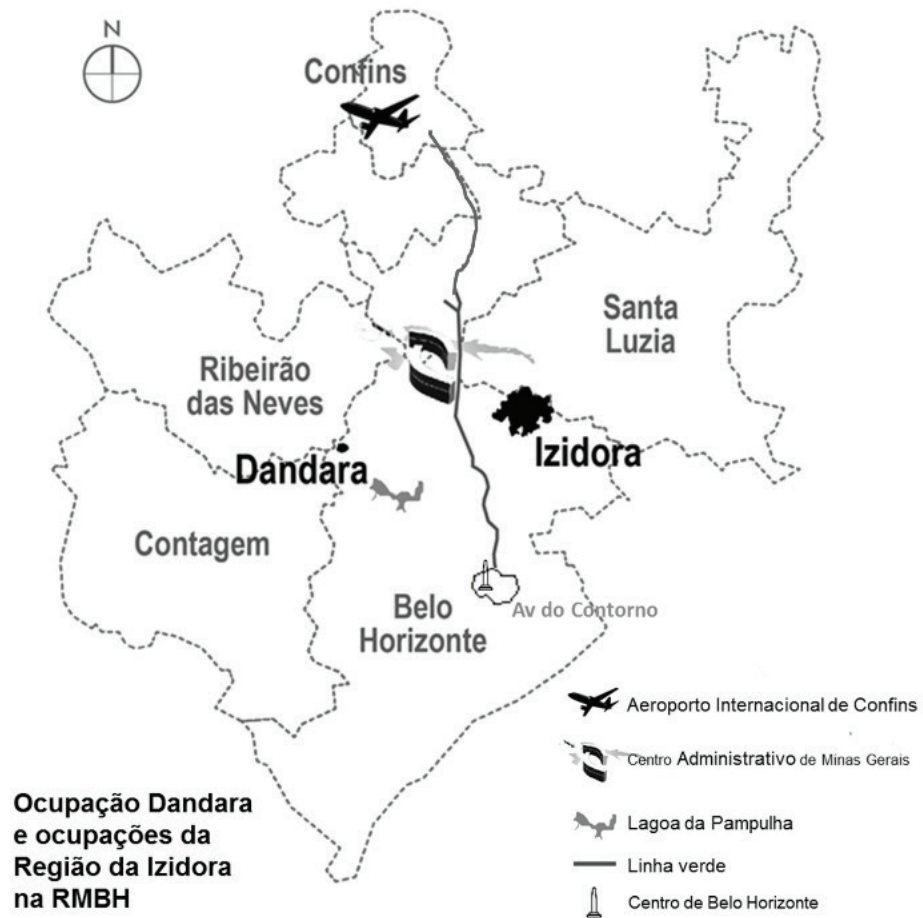 N
Confins
Santa
Luzia
Ribeirão
das Neves
Izidora
Dandara
Contagem
Av do Contorno
Belo
Horizonte
Aeroporto Internacional de Confins
Centro Administrativo de Minas Gerais
Lagoa da Pampulha
Linha verde
Centro de Belo Horizonte
Ocupação Dandara
e ocupações da
Região da Izidora
na RMBH